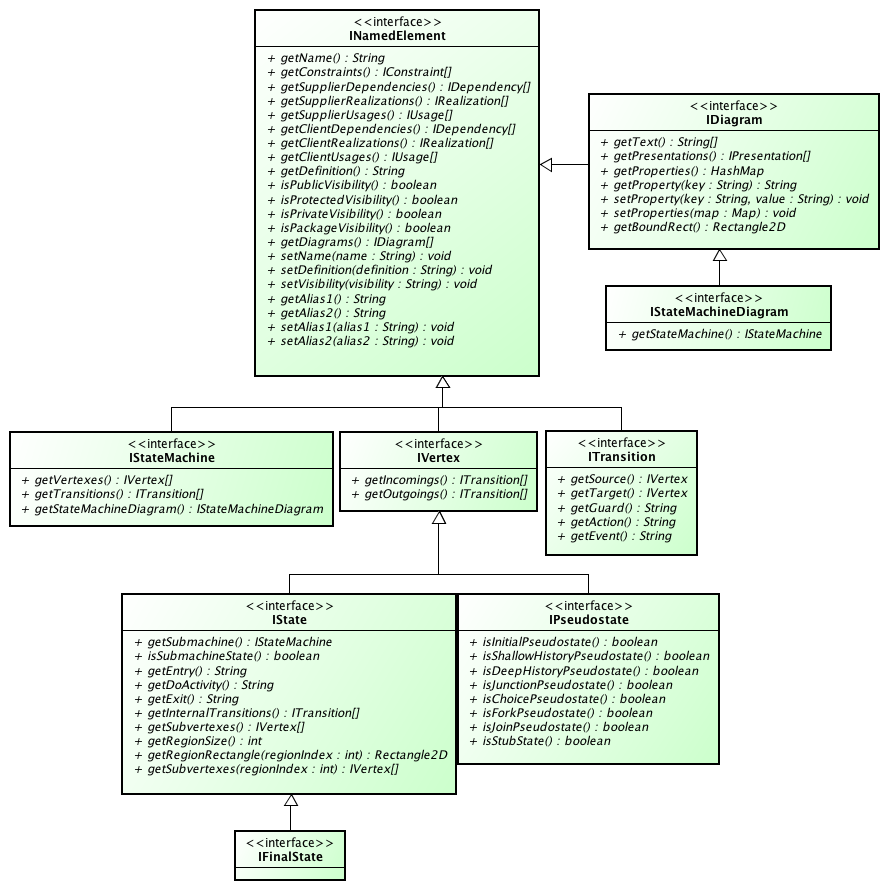 <<interface>>
INamedElement
+ getName() : String
+ getConstraints() : IConstraint[]
+ getSupplierDependencies() : IDependency[]
+ getSupplierRealizations() : IRealization[]
+ getSupplierUsages() : IUsage[]
+ getClientDependencies() : IDependency[]
+ getClientRealizations() : IRealization[]
+ getClientUsages() : IUsage[]
+ getDefinition() : String
+ isPublicVisibility() : boolean
+ isProtectedVisibility() : boolean
+ isPrivateVisibility() : boolean
+ isPackageVisibility() : boolean
+ getDiagrams() : IDiagram[]
+ setName(name : String) : void
+ setDefinition(definition : String) : void
+ setVisibility(visibility : String) : void
+ getAlias1() : String
+ getAlias2() : String
+ setAlias1(alias1 : String) : void
+ setAlias2(alias2 : String) : void
<<interface>>
IDiagram
+ getText() : String[]
+ getPresentations() : IPresentation[]
+ getProperties() : HashMap
+ getProperty(key : String) : String
+ setProperty(key : String, value : String) : void
+ setProperties(map : Map) : void
+ getBoundRect() : Rectangle2D
<<interface>>
IStateMachineDiagram
+ getStateMachine() : IStateMachine
<<interface>>
IStateMachine
+ getVertexes() : IVertex[]
+ getTransitions() : ITransition[]
+ getStateMachineDiagram() : IStateMachineDiagram
<<interface>>
IVertex
+ getIncomings() : ITransition[]
+ getOutgoings() : ITransition[]
<<interface>>
ITransition
+ getSource() : IVertex
+ getTarget() : IVertex
+ getGuard() : String
+ getAction() : String
+ getEvent() : String
<<interface>>
IState
+ getSubmachine() : IStateMachine
+ isSubmachineState() : boolean
+ getEntry() : String
+ getDoActivity() : String
+ getExit() : String
+ getInternalTransitions() : ITransition[]
+ getSubvertexes() : IVertex[]
+ getRegionSize() : int
+ getRegionRectangle(regionIndex : int) : Rectangle2D
+ getSubvertexes(regionIndex : int) : IVertex[]
<<interface>>
IPseudostate
+ isInitialPseudostate() : boolean
+ isShallowHistoryPseudostate() : boolean
+ isDeepHistoryPseudostate() : boolean
+ isJunctionPseudostate() : boolean
+ isChoicePseudostate() : boolean
+ isForkPseudostate() : boolean
+ isJoinPseudostate() : boolean
+ isStubState() : boolean
<<interface>>
IFinalState